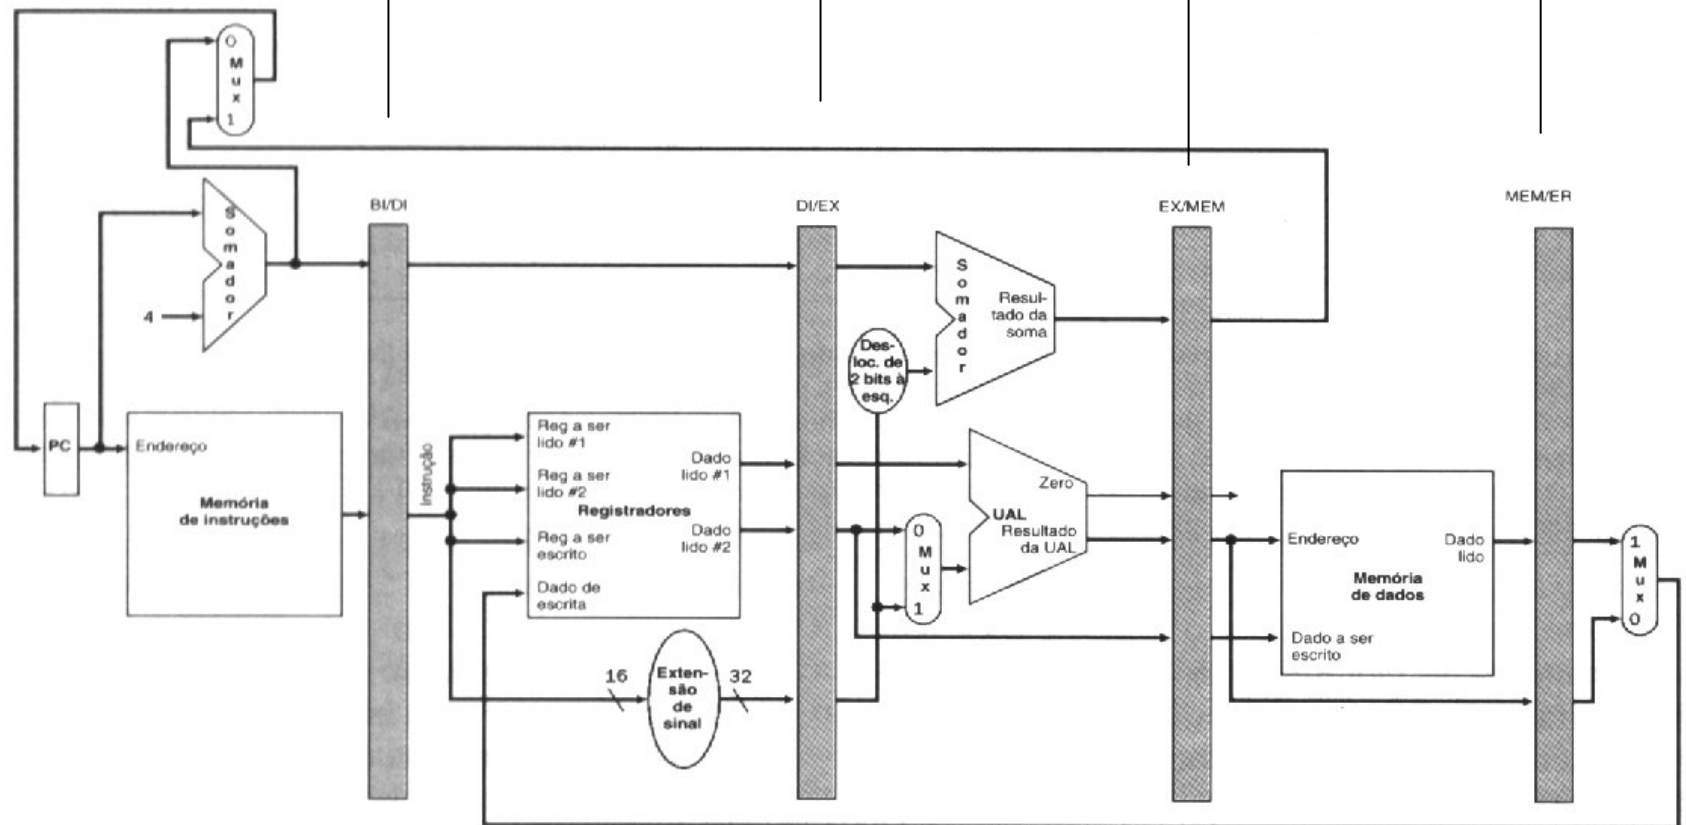 0
M
u
x
1
BI/DI
DI/EX
EX/MEM
MEM/ER
Somador
4
Somador
Resul-
tado da
soma
Des-
loc. de
2 bits à
esq.
PC
Endereço
Memória
de instruções
Instrução
Reg a ser
lido #1
Reg a ser
lido #2
Registradores
Reg a ser
escrito
Dado de
escrita
Dado
lido #1
Dado
lido #2
16
Exten-
são
de
sinal
32
0
M
u
x
1
Zero
UAL
Resultado
da UAL
Endereço
Dado
lido
Memória
de dados
Dado a ser
escrito
1
M
u
x
0